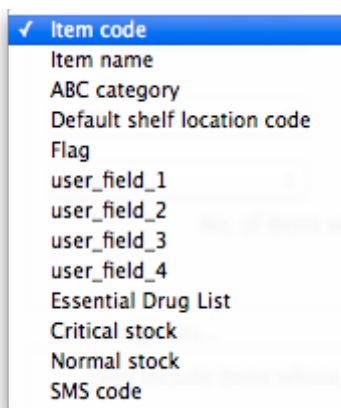 ✓ Item code
Item name
ABC category
Default shelf location code
Flag
user_field_1
user_field_2
user_field_3
user_field_4
Essential Drug List
Critical stock
Normal stock
SMS code